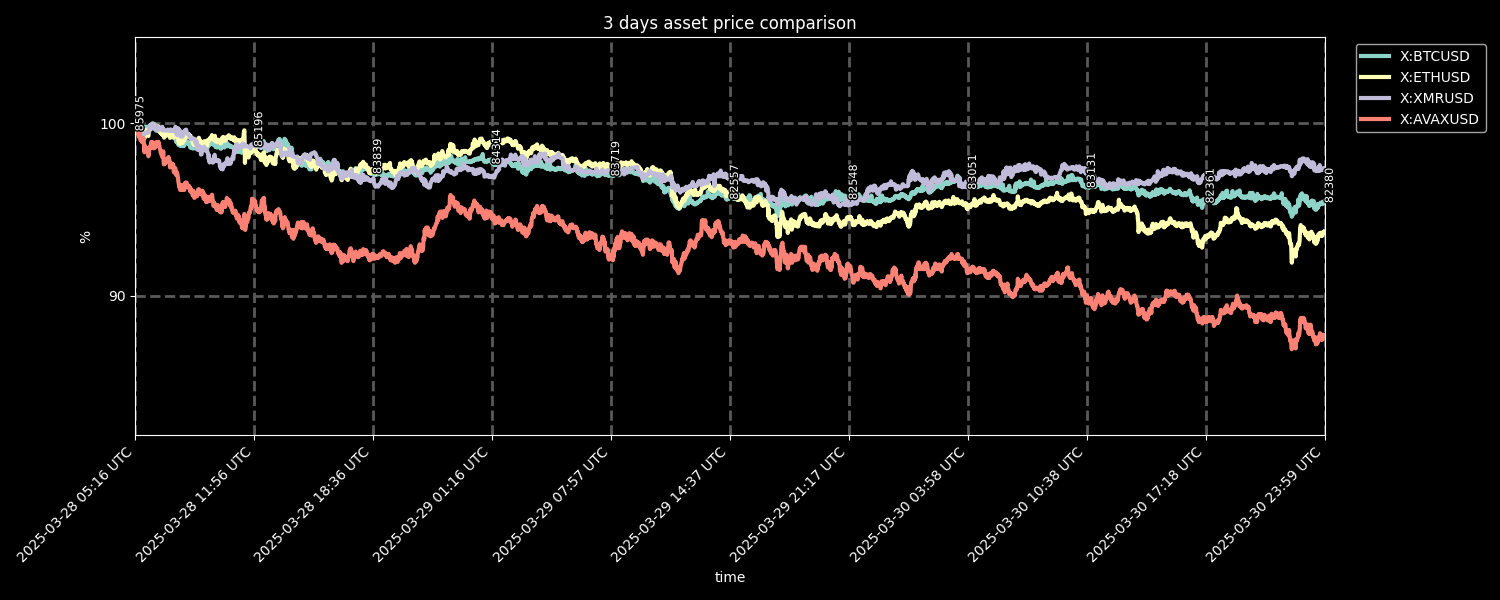 3 days asset price comparison
X:BTCUSD
X:ETHUSD
X:XMRUSD
X:AVAXUSD
100
90
%
85975
85196
83839
84314
83719
82557
82548
83051
83131
82361
82380
2025-03-28 05:16 UTC
2025-03-28 11:56 UTC
2025-03-28 18:36 UTC
2025-03-29 01:16 UTC
2025-03-29 07:57 UTC
2025-03-29 14:37 UTC
2025-03-29 21:17 UTC
2025-03-30 03:58 UTC
2025-03-30 10:38 UTC
2025-03-30 17:18 UTC
2025-03-30 23:59 UTC
time